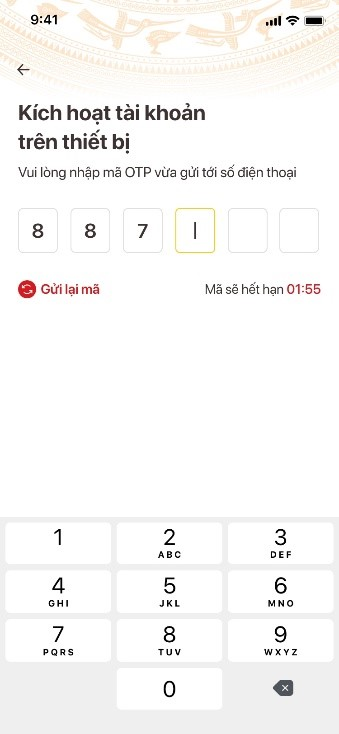 9:41
Kích hoạt tài khoản
trên thiết bị
Vui lòng nhập mã OTP vừa gửi tới số điện thoại
8 8 7
Gửi lại mã Mã sẽ hết hạn 01:55
1 2 3
ABC DEF
4 5 6
GHI JKL MNO
7 8 9
PQRS TUV WXYZ
0